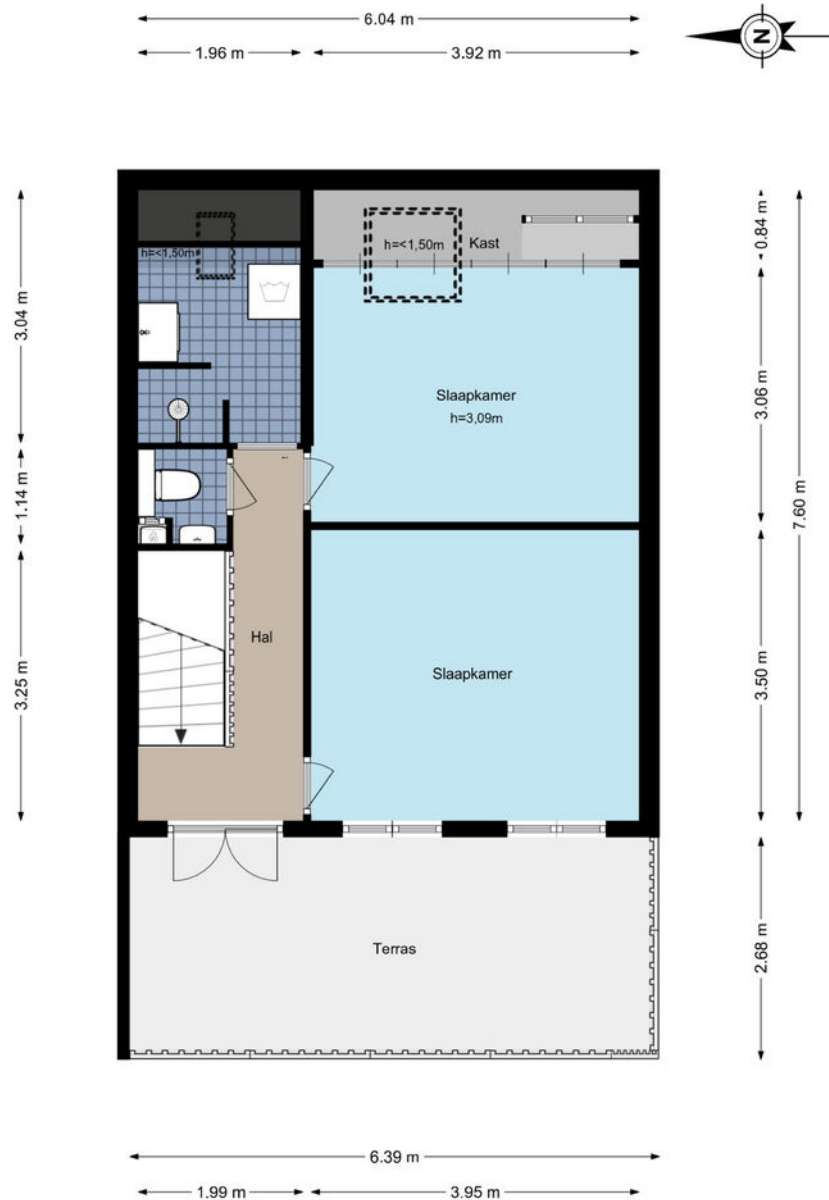 6.04 m
1.96 m
3.92 m
N
h=<1,50m
h=<1,50m
Kast
0.84 m
3.04 m
Slaapkamer
h=3,09m
3.06 m
1.14 m
7.60 m
Hal
Slaapkamer
3.25 m
3.50 m
Terras
2.68 m
6.39 m
1.99 m
3.95 m